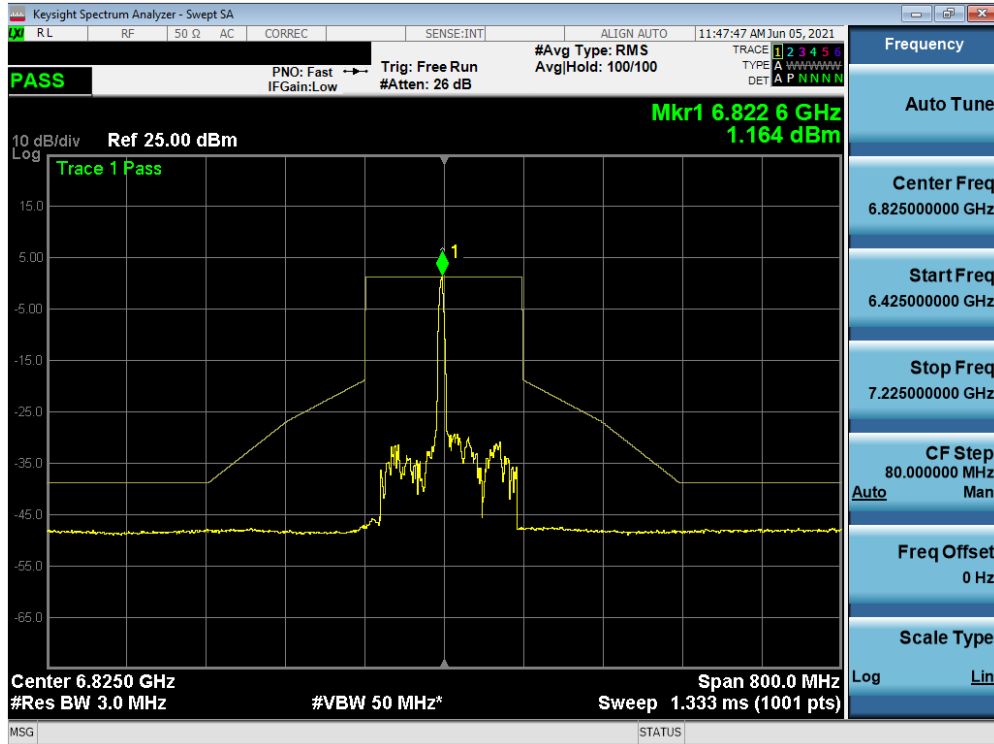 Keysight Spectrum Analyzer - Swept SA
LXI RL RF 50 Ω AC CORREC SENSE:INT ALIGN AUTO 11:47:47 AM Jun 05, 2021
PASS
PNO: Fast
IFGain:Low
Trig: Free Run
#Atten: 26 dB
#Avg Type: RMS
Avg|Hold: 100/100
TRACE 1 2 3 4 5 6
TYPE A WWWWW
DET A P N N N N
Mkr1 6.822 6 GHz
1.164 dBm
10 dB/div Ref 25.00 dBm
Log
Trace 1 Pass
15.0
5.00
1
-5.00
-15.0
-25.0
-35.0
-45.0
-55.0
-65.0
Center 6.8250 GHz Span 800.0 MHz
#Res BW 3.0 MHz #VBW 50 MHz* Sweep 1.333 ms (1001 pts)
MSG STATUS
Frequency
Auto Tune
Center Freq
6.825000000 GHz
Start Freq
6.425000000 GHz
Stop Freq
7.225000000 GHz
CF Step
80.000000 MHz
Auto Man
Freq Offset
0 Hz
Scale Type
Log Lin